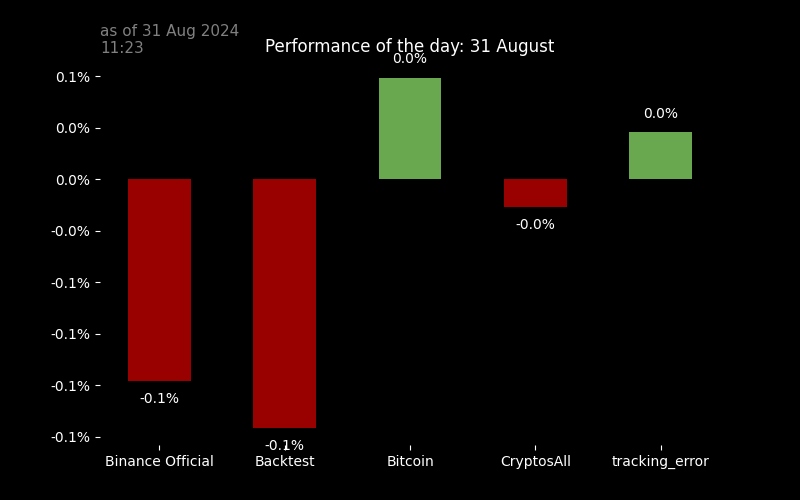 as of 31 Aug 2024
11:23
Performance of the day: 31 August
0.1%
0.0%
0.0%
-0.0%
-0.1%
-0.1%
-0.1%
-0.1%
0.0%
0.0%
-0.0%
-0.1%
-0.1%
Binance Official
Backtest
Bitcoin
CryptosAll
tracking_error